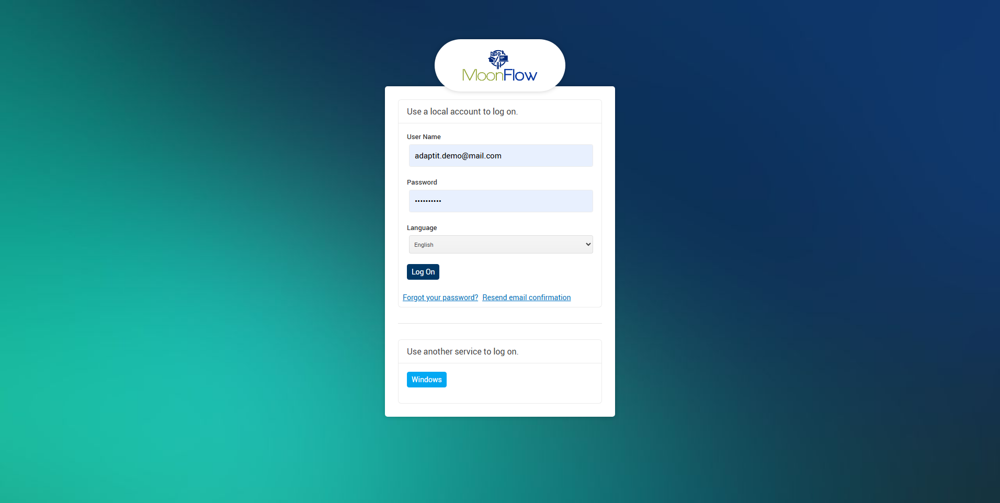 MoonFlow
Use a local account to log on.
User Name
adaptit.demo@mail.com
Password
••••••••••
Language
English
Log On
Forgot your password? Resend email confirmation
Use another service to log on.
Windows